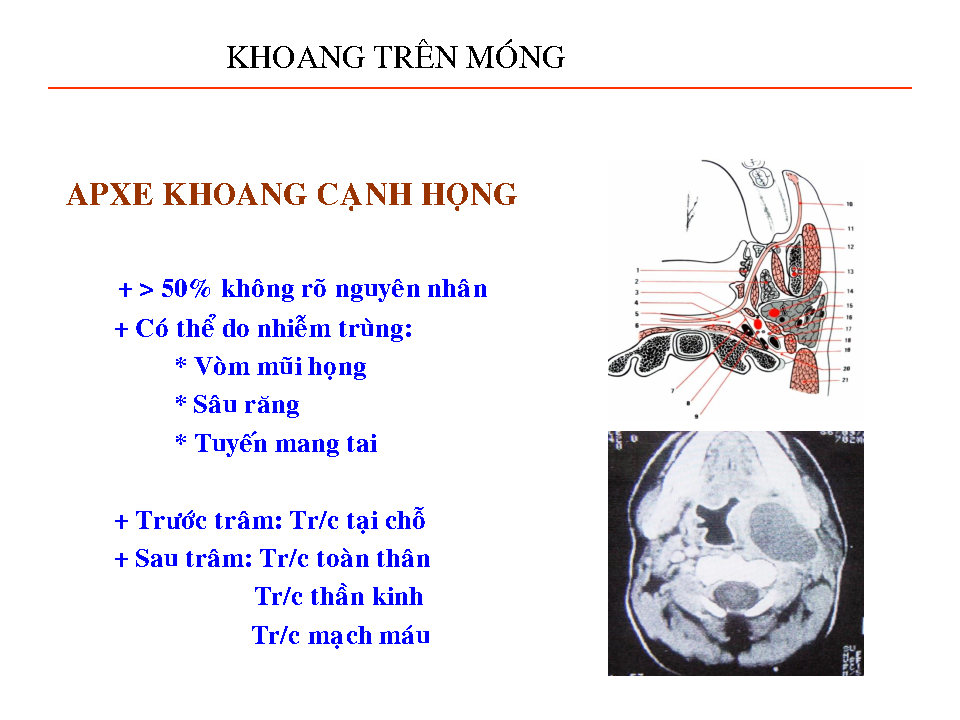 KHOANG TRÊN MÓNG
APXE KHOANG CẠNH HỌNG
+ > 50% không rõ nguyên nhân
+ Có thể do nhiễm trùng:
* Vòm mũi họng
* Sâu răng
* Tuyến mang tai
+ Trước trâm: Tr/c tại chỗ
+ Sau trâm: Tr/c toàn thân
Tr/c thần kinh
Tr/c mạch máu
10
11
12
1
13
2
3
14
4
15
5
16
6
17
18
19
20
7
21
8
9